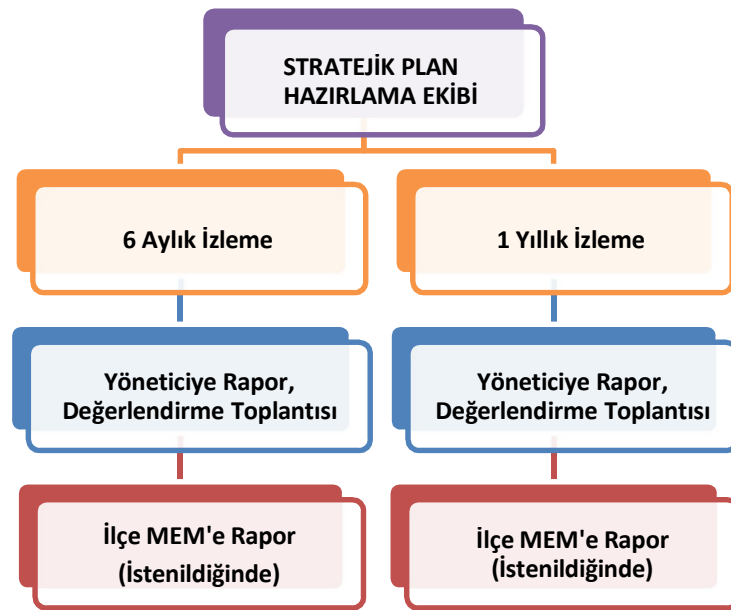 STRATEJİK PLAN
HAZIRLAMA EKİBİ
6 Aylık İzleme
1 Yıllık İzleme
Yöneticiye Rapor,
Değerlendirme Toplantısı
Yöneticiye Rapor,
Değerlendirme Toplantısı
İlçe MEM'e Rapor
(İstenildiğinde)
İlçe MEM'e Rapor
(İstenildiğinde)